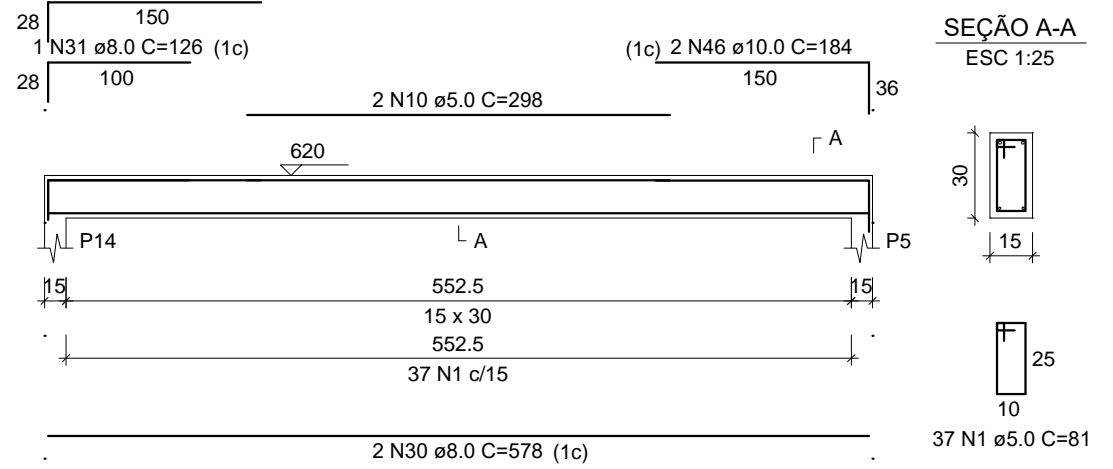 28
150
1 N31 ø8.0 C=126 (1c)
28
100
(1c) 2 N46 ø10.0 C=184
150
36
2 N10 ø5.0 C=298
620
A
A
P14
P5
15
552.5
15
15 x 30
552.5
37 N1 c/15
2 N30 ø8.0 C=578 (1c)
SEÇÃO A-A
ESC 1:25
30
15
25
10
37 N1 ø5.0 C=81